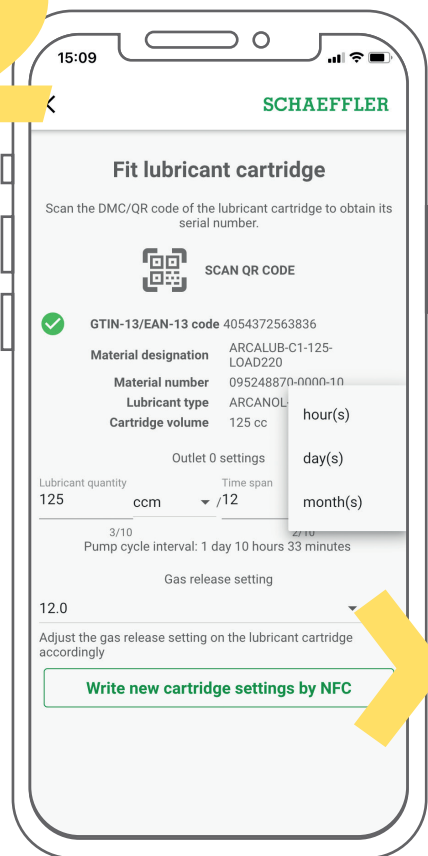 15:09
SCHAEFFLER
Fit lubricant cartridge
Scan the DMC/QR code of the lubricant cartridge to obtain its
serial number.
SCAN QR CODE
GTIN-13/EAN-13 code 4054372563836
Material designation ARCALUB-C1-125-
LOAD220
Material number 095248870-0000-10
Lubricant type ARCANOL-
Cartridge volume 125 cc
hour(s)
day(s)
month(s)
Outlet 0 settings
Lubricant quantity Time span
125 ccm /12
3/10 2/10
Pump cycle interval: 1 day 10 hours 33 minutes
Gas release setting
12.0
Adjust the gas release setting on the lubricant cartridge
accordingly
Write new cartridge settings by NFC